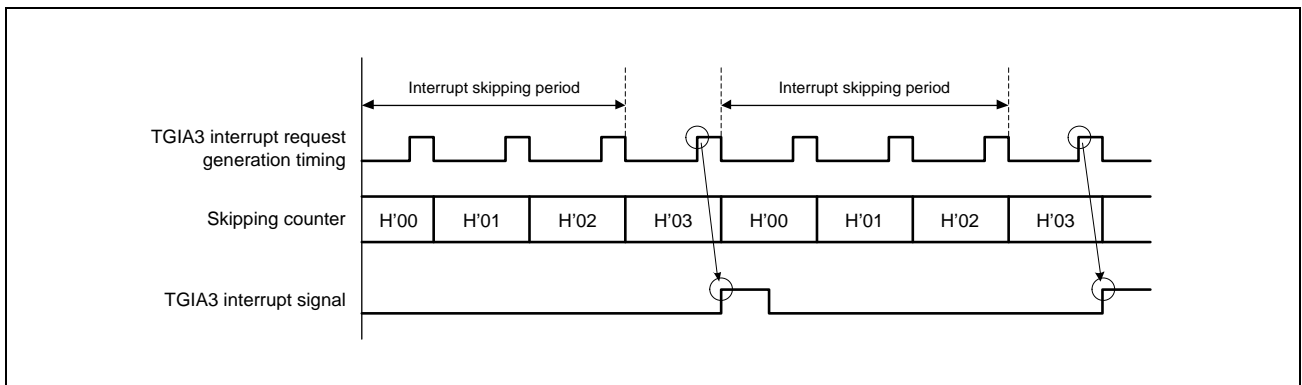 Interrupt skipping period Interrupt skipping period
TGIA3 interrupt request
generation timing
Skipping counter H’00 H’01 H’02 H’03 H’00 H’01 H’02 H’03
TGIA3 interrupt signal